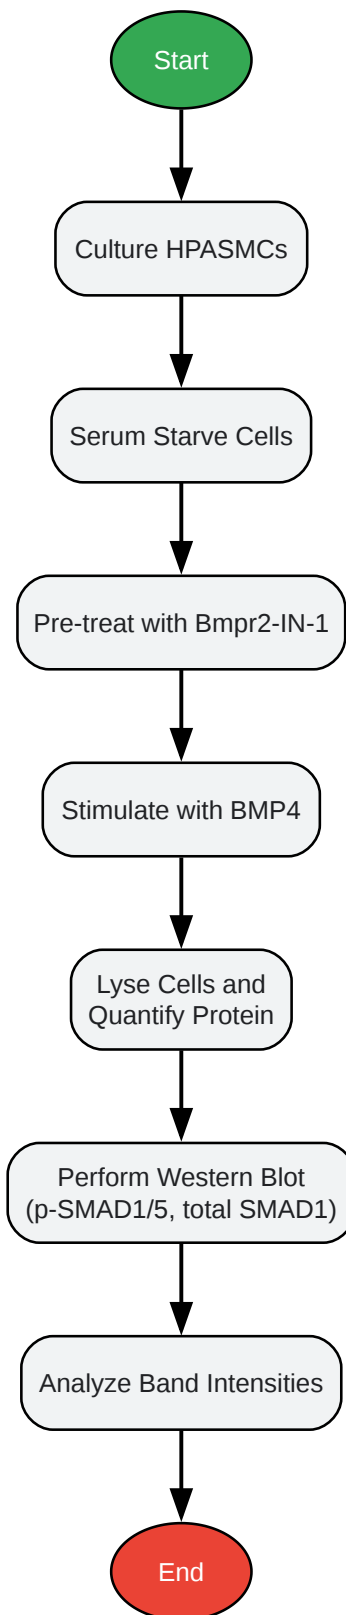 Start
Culture HPASMCs
Serum Starve Cells
Pre-treat with Bmpr2-IN-1
Stimulate with BMP4
Lyse Cells and
Quantify Protein
Perform Western Blot
(p-SMAD1/5, total SMAD1)
Analyze Band Intensities
End